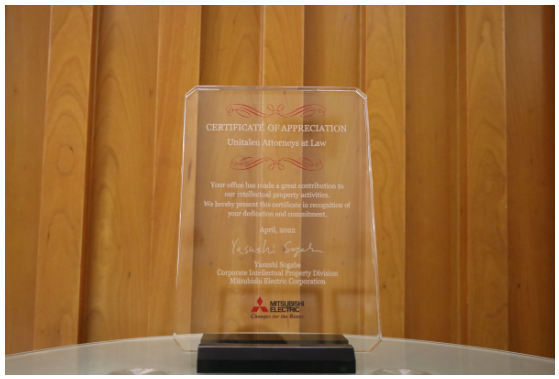 CERTIFICATE OF APPRECIATION
Unitalen Attorneys at Law
Your office has made a great contribution to
our intellectual property activities.
We hereby present this certificate in recognition of
your dedication and commitment.
April, 2022
Yasushi Sogabe
Yasushi Sogabe
Corporate Intellectual Property Division
Mitsubishi Electric Corporation
MITSUBISHI
ELECTRIC
Changes for the Better